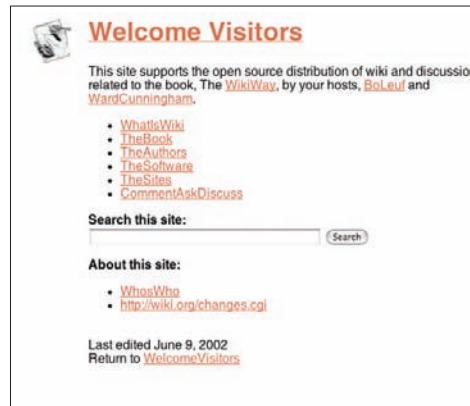 Welcome Visitors
This site supports the open source distribution of wiki and discussio
related to the book, The WikiWay, by your hosts, BoLeuf and
WardCunningham.
• WhatIsWiki
• TheBook
• TheAuthors
• TheSoftware
• TheSites
• CommentAskDiscuss
Search this site:
Search
About this site:
• WhosWho
• http://wiki.org/changes.cgi
Last edited June 9, 2002
Return to WelcomeVisitors